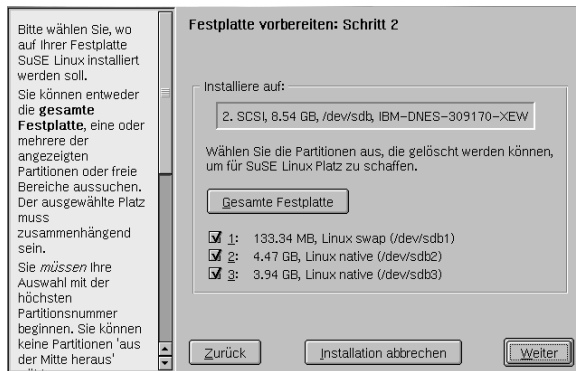 Bitte wählen Sie, wo
auf Ihrer Festplatte
SuSE Linux installiert
werden soll.
Sie können entweder
die gesamte
Festplatte, eine oder
mehrere der
angezeigten
Partitionen oder freie
Bereiche aussuchen.
Der ausgewählte Platz
muss
zusammenhängend
sein.
Sie müssen Ihre
Auswahl mit der
höchsten
Partitionsnummer
beginnen. Sie können
keine Partitionen 'aus
der Mitte heraus'
Festplatte vorbereiten: Schritt 2
Installiere auf:
2. SCSI, 8.54 GB, /dev/sdb, IBM-DNES-309170-XEW
Wählen Sie die Partitionen aus, die gelöscht werden können,
um für SuSE Linux Platz zu schaffen.
Gesamte Festplatte
1: 133.34 MB, Linux swap (/dev/sdb1)
2: 4.47 GB, Linux native (/dev/sdb2)
3: 3.94 GB, Linux native (/dev/sdb3)
Zurück
Installation abbrechen
Weiter